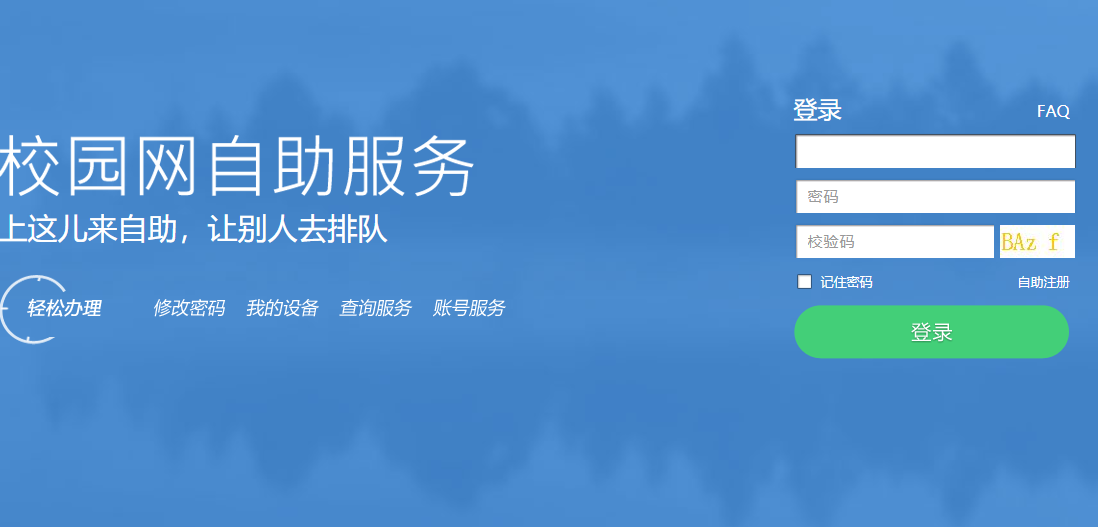 校园网自助服务
上这儿来自助，让别人去排队
轻松办理 修改密码 我的设备 查询服务 账号服务
登录 FAQ
密码
校验码 BAz f
记住密码 自助注册
登录